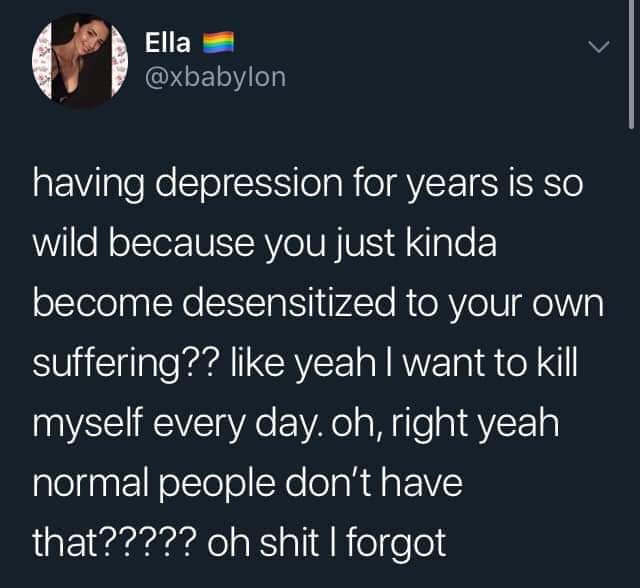 Ella 🏳️‍🌈
@xbabylon
having depression for years is so
wild because you just kinda
become desensitized to your own
suffering?? like yeah I want to kill
myself every day. oh, right yeah
normal people don't have
that????? oh shit I forgot